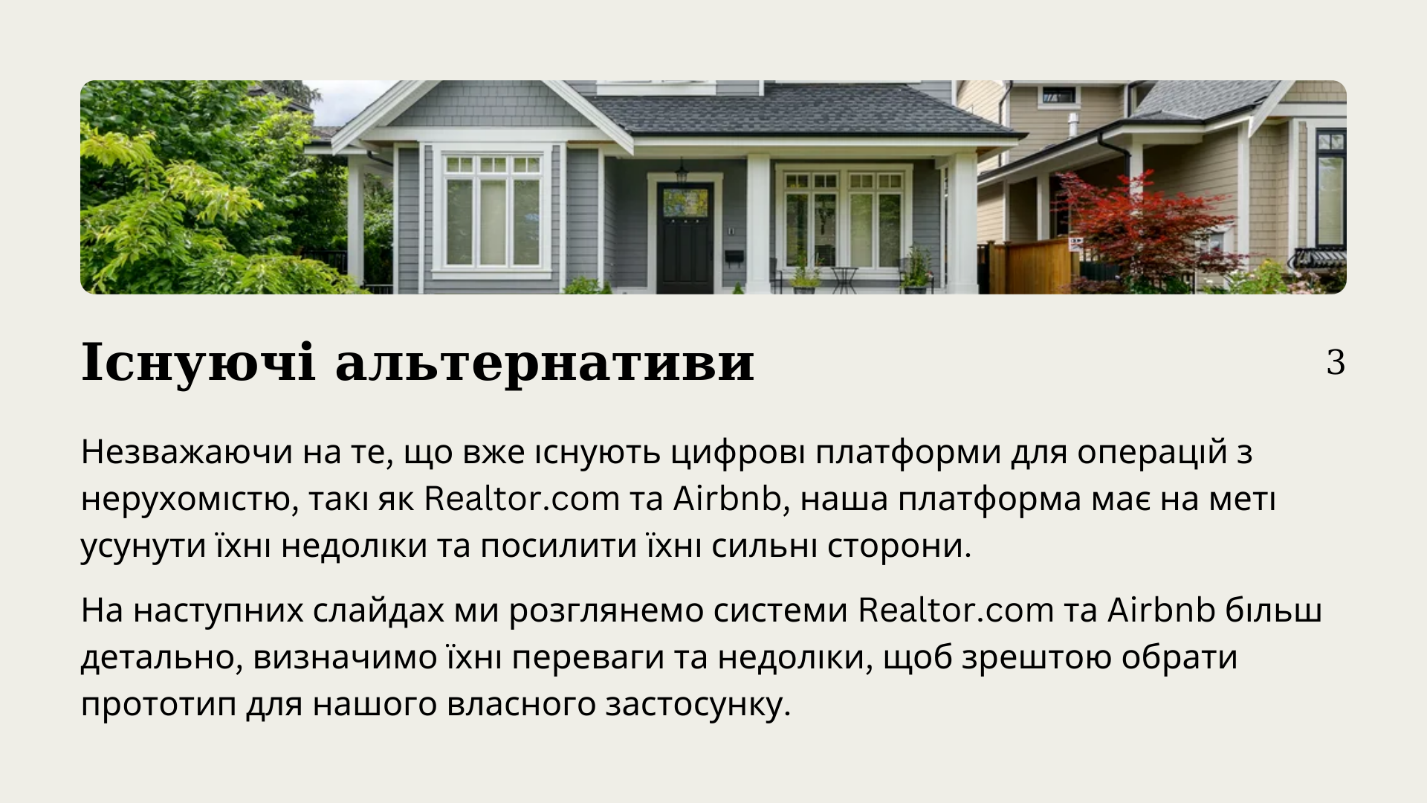 Існуючі альтернативи
3
Незважаючи на те, що вже існують цифрові платформи для операцій з
нерухомістю, такі як Realtor.com та Airbnb, наша платформа має на меті
усунути їхні недоліки та посилити їхні сильні сторони.
На наступних слайдах ми розглянемо системи Realtor.com та Airbnb більш
детально, визначимо їхні переваги та недоліки, щоб зрештою обрати
прототип для нашого власного застосунку.